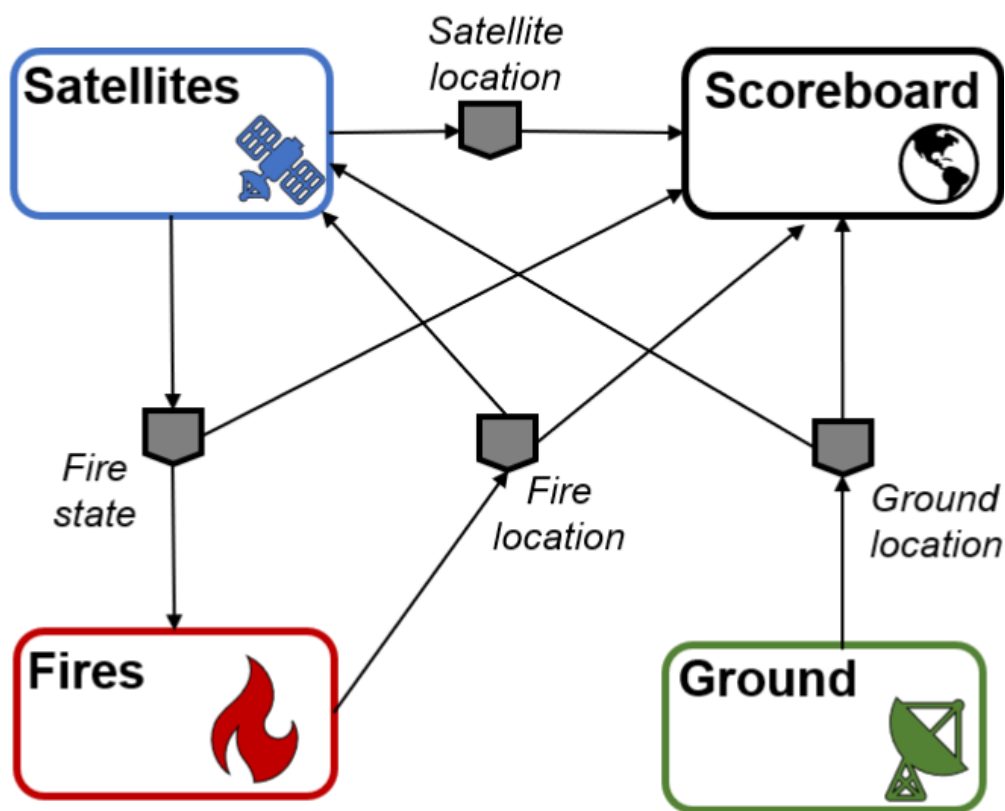 Satellites
Satellite
location
Scoreboard
Fire
state
Fire
location
Ground
location
Fires
Ground